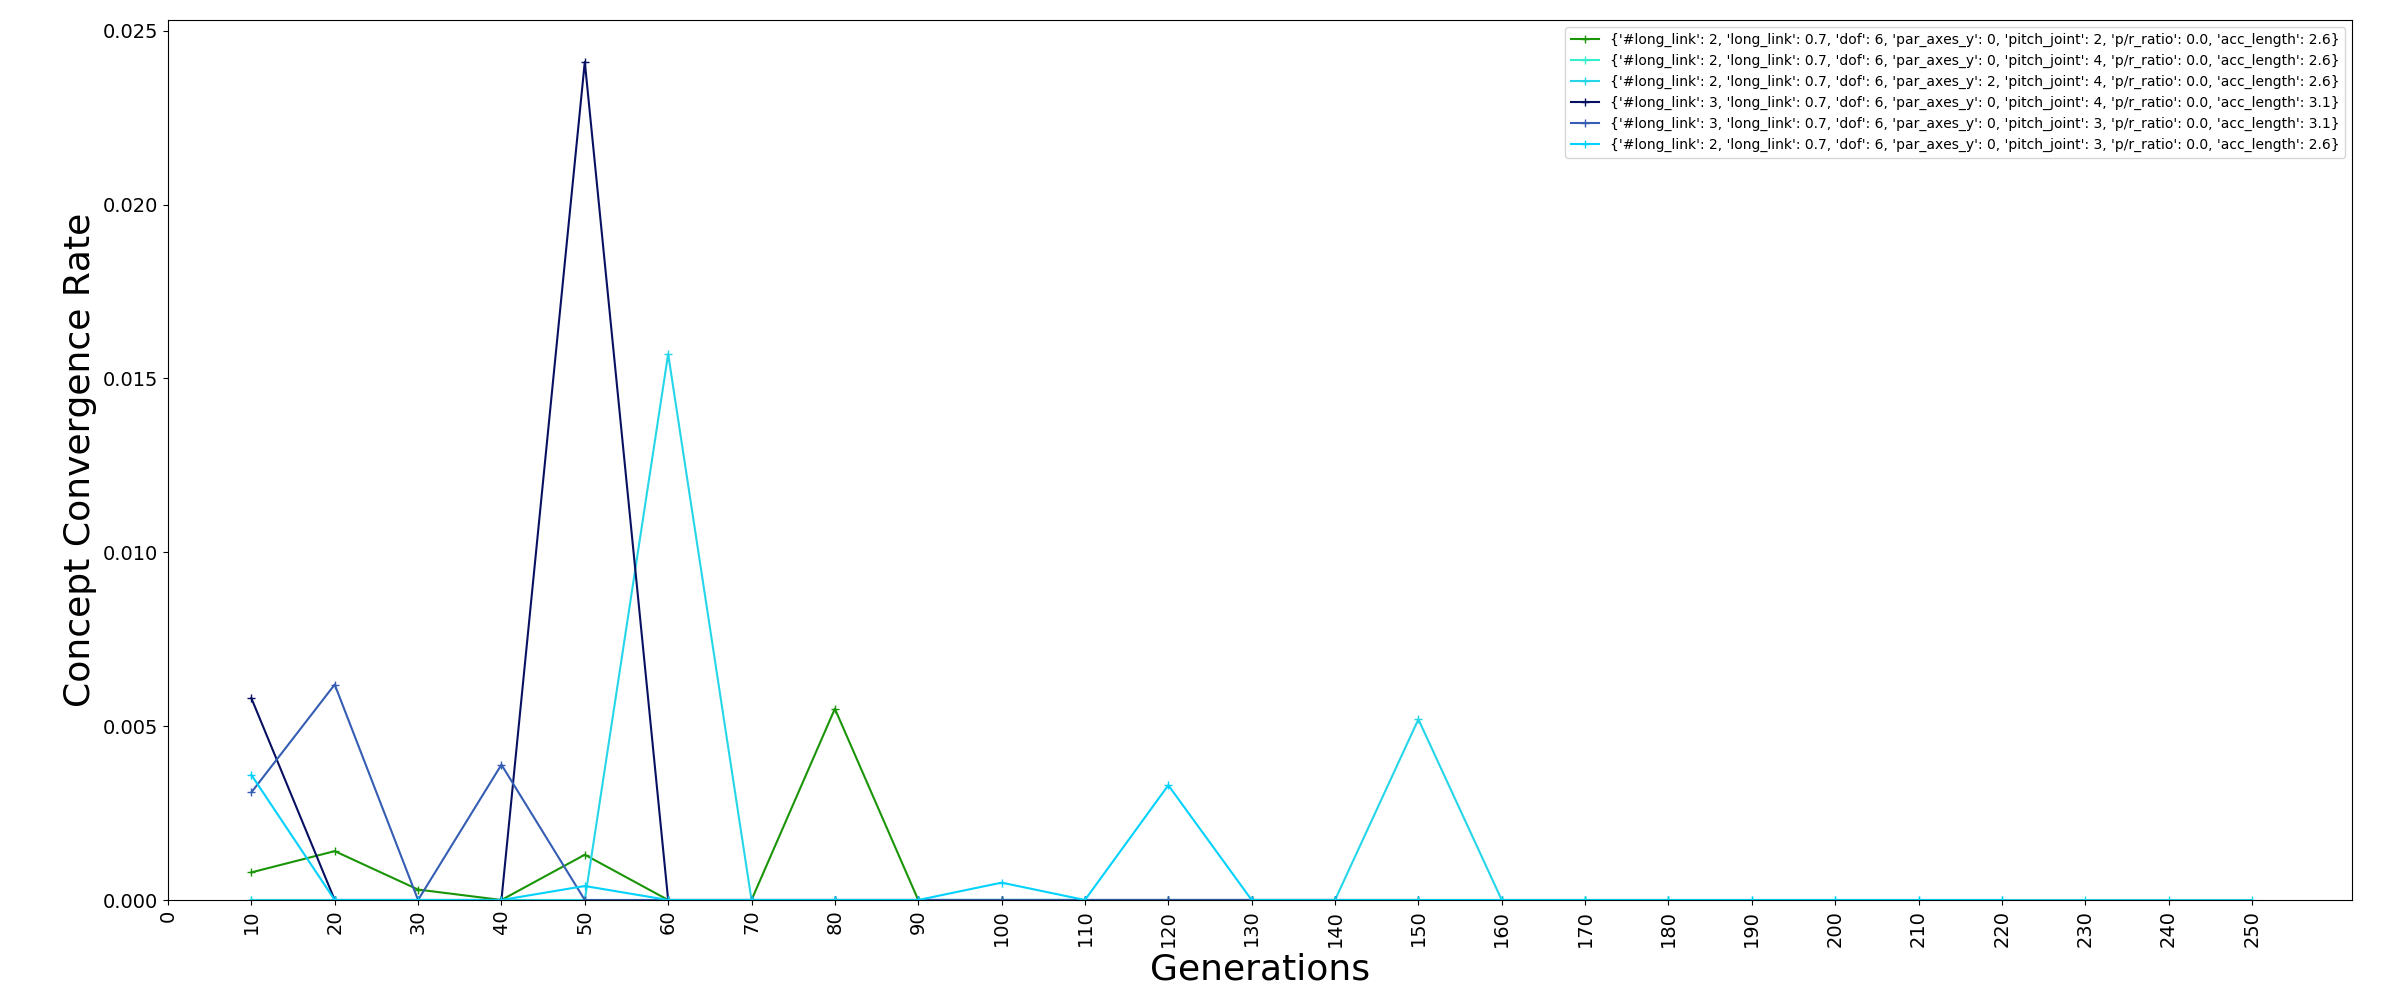 0.025
0.020
0.015
0.010
0.005
0.000
Concept Convergence Rate
{'#long_link': 2, 'long_link': 0.7, 'dof': 6, 'par_axes_y': 0, 'pitch_joint': 2, 'p/r_ratio': 0.0, 'acc_length': 2.6}
{'#long_link': 2, 'long_link': 0.7, 'dof': 6, 'par_axes_y': 0, 'pitch_joint': 4, 'p/r_ratio': 0.0, 'acc_length': 2.6}
{'#long_link': 2, 'long_link': 0.7, 'dof': 6, 'par_axes_y': 2, 'pitch_joint': 4, 'p/r_ratio': 0.0, 'acc_length': 2.6}
{'#long_link': 3, 'long_link': 0.7, 'dof': 6, 'par_axes_y': 0, 'pitch_joint': 4, 'p/r_ratio': 0.0, 'acc_length': 3.1}
{'#long_link': 3, 'long_link': 0.7, 'dof': 6, 'par_axes_y': 0, 'pitch_joint': 3, 'p/r_ratio': 0.0, 'acc_length': 3.1}
{'#long_link': 2, 'long_link': 0.7, 'dof': 6, 'par_axes_y': 0, 'pitch_joint': 3, 'p/r_ratio': 0.0, 'acc_length': 2.6}
0 10 20 30 40 50 60 70 80 90 100 110 120 130 140 150 160 170 180 190 200 210 220 230 240 250
Generations